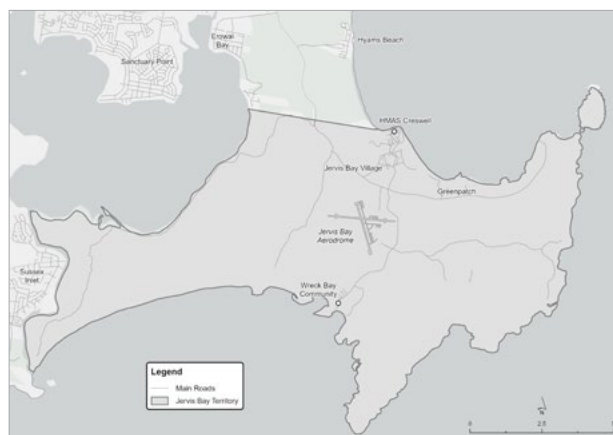 Erowal
Bay
Hyams Beach
Sanctuary Point
HMAS Creswell
Jervis Bay Village
Greenpatch
Jervis Bay
Aerodrome
Sussex
Inlet
Wreck Bay
Community
Legend
Main Roads
Jervis Bay Territory
0
2.5